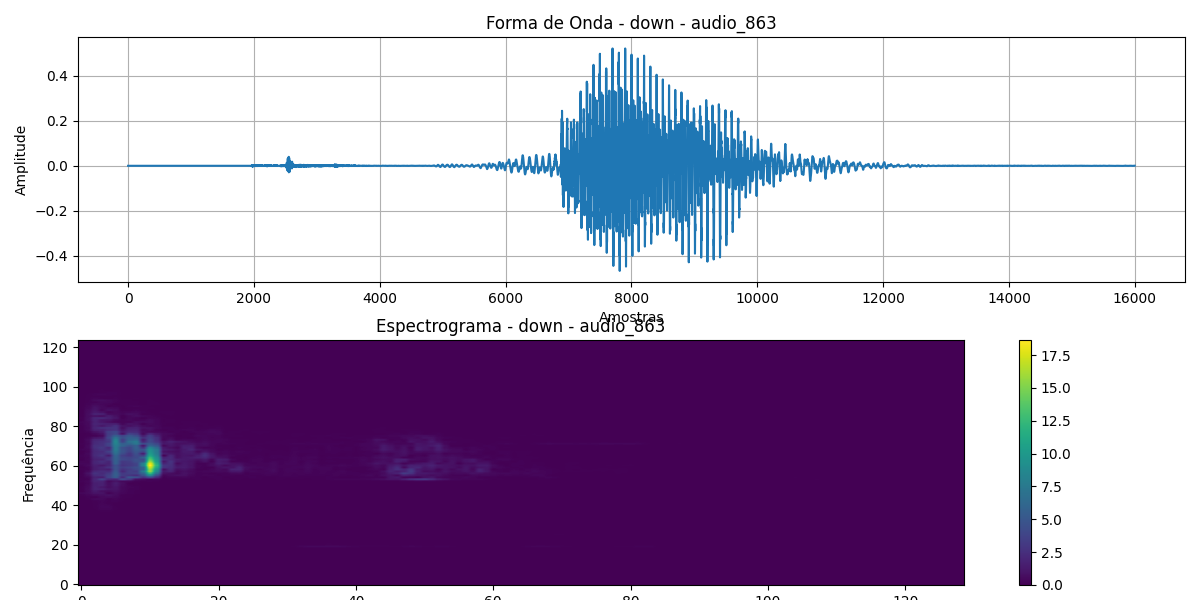 Forma de Onda - down - audio_863
0.4
0.2
0.0
−0.2
−0.4
Amplitude
0 2000 4000 6000 8000 10000 12000 14000 16000
Amostras
Espectrograma - down - audio_863
120
100
80
60
40
20
0
Frequência
0 20 40 60 80 100 120
17.5
15.0
12.5
10.0
7.5
5.0
2.5
0.0